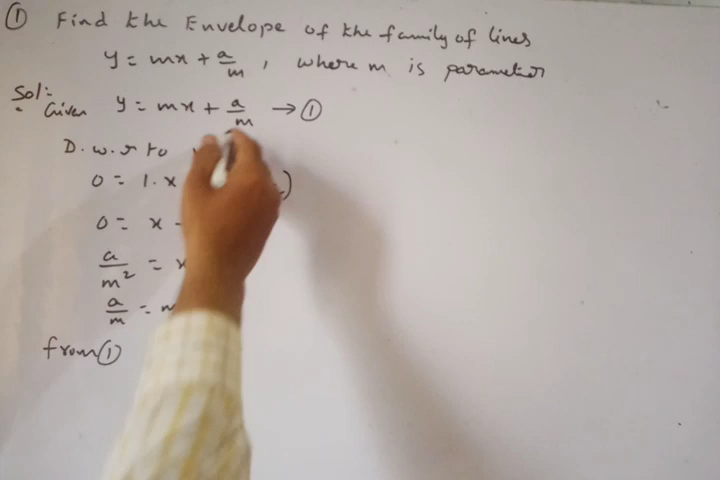 ① Find the Envelope of the family of lines
y = mx + a/m, where m is parameter
Sol:
Given y = mx + a/m → ①
D.w.r to
0 = 1.x )
0 = x -
a/m² = x
a/m = m
from ①